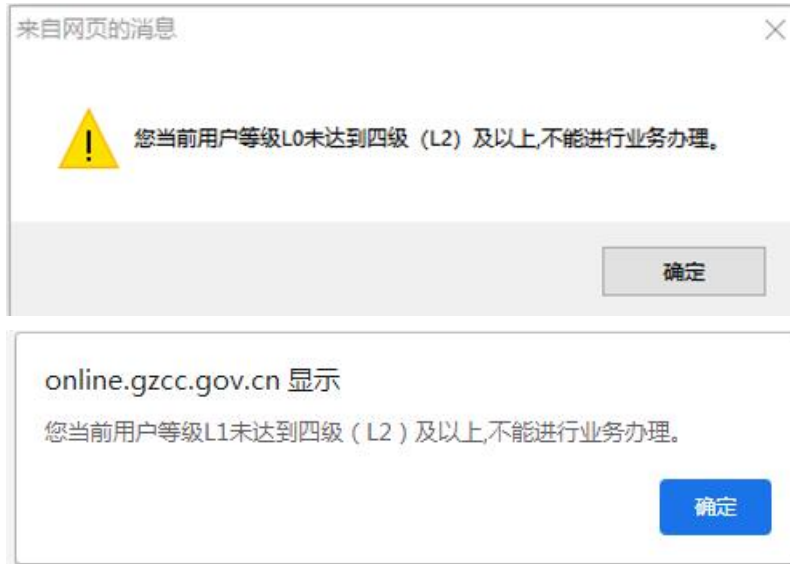 来自网页的消息
您当前用户等级L0未达到四级（L2）及以上,不能进行业务办理。
确定
online.gzcc.gov.cn 显示
您当前用户等级L1未达到四级（L2）及以上,不能进行业务办理。
确定